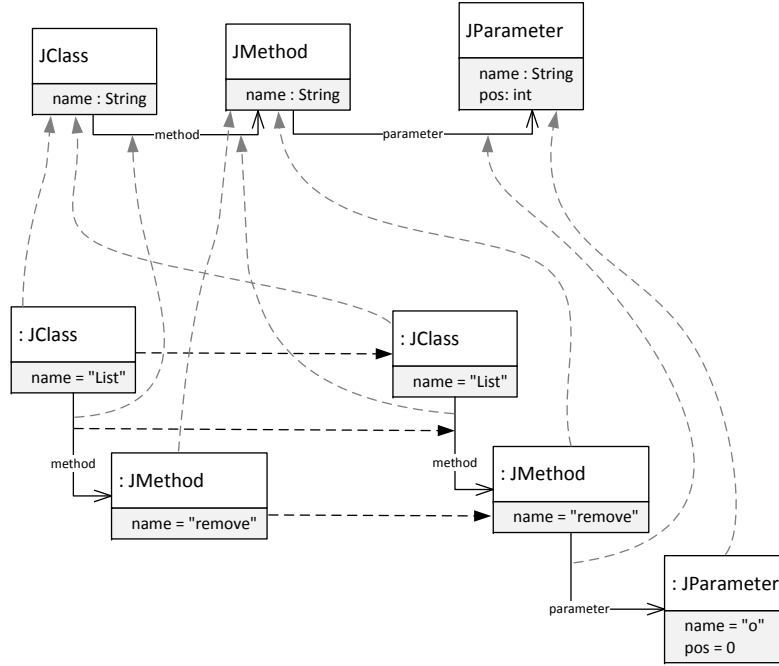 JClass
name : String
JMethod
name : String
JParameter
name : String
pos: int
method
parameter
: JClass
name = "List"
: JClass
name = "List"
method
method
: JMethod
name = "remove"
: JMethod
name = "remove"
parameter
: JParameter
name = "o"
pos = 0